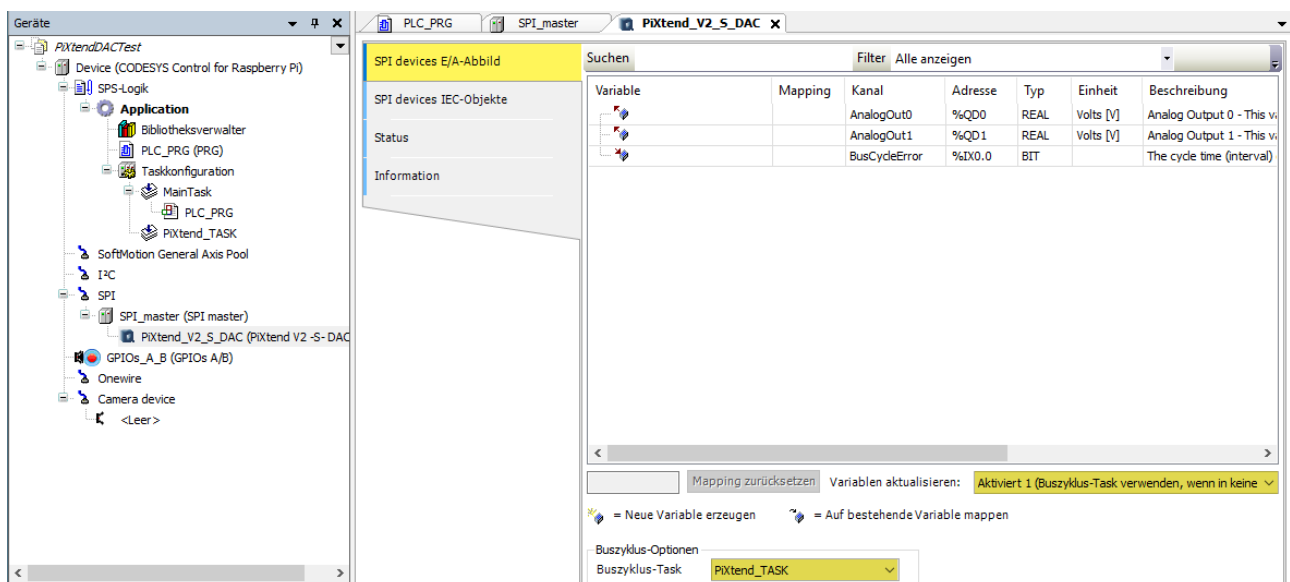 Geräte
PiXtendDACTest
Device (CODESYS Control for Raspberry Pi)
SPS-Logik
Application
Bibliotheksverwalter
PLC_PRG (PRG)
Taskkonfiguration
MainTask
PLC_PRG
PiXtend_TASK
SoftMotion General Axis Pool
I²C
SPI
SPI_master (SPI master)
PiXtend_V2_S_DAC (PiXtend V2 -S- DAC
GPIOs_A_B (GPIOs A/B)
Onewire
Camera device
<Leer>
PLC_PRG SPI_master PiXtend_V2_S_DAC
SPI devices E/A-Abbild
SPI devices IEC-Objekte
Status
Information
Suchen Filter Alle anzeigen
Variable Mapping Kanal Adresse Typ Einheit Beschreibung
AnalogOut0 %QD0 REAL Volts [V] Analog Output 0 - This v
AnalogOut1 %QD1 REAL Volts [V] Analog Output 1 - This v
BusCycleError %IX0.0 BIT The cycle time (interval)
Mapping zurücksetzen Variablen aktualisieren: Aktiviert 1 (Buszyklus-Task verwenden, wenn in keine
= Neue Variable erzeugen = Auf bestehende Variable mappen
Buszyklus-Optionen
Buszyklus-Task PiXtend_TASK